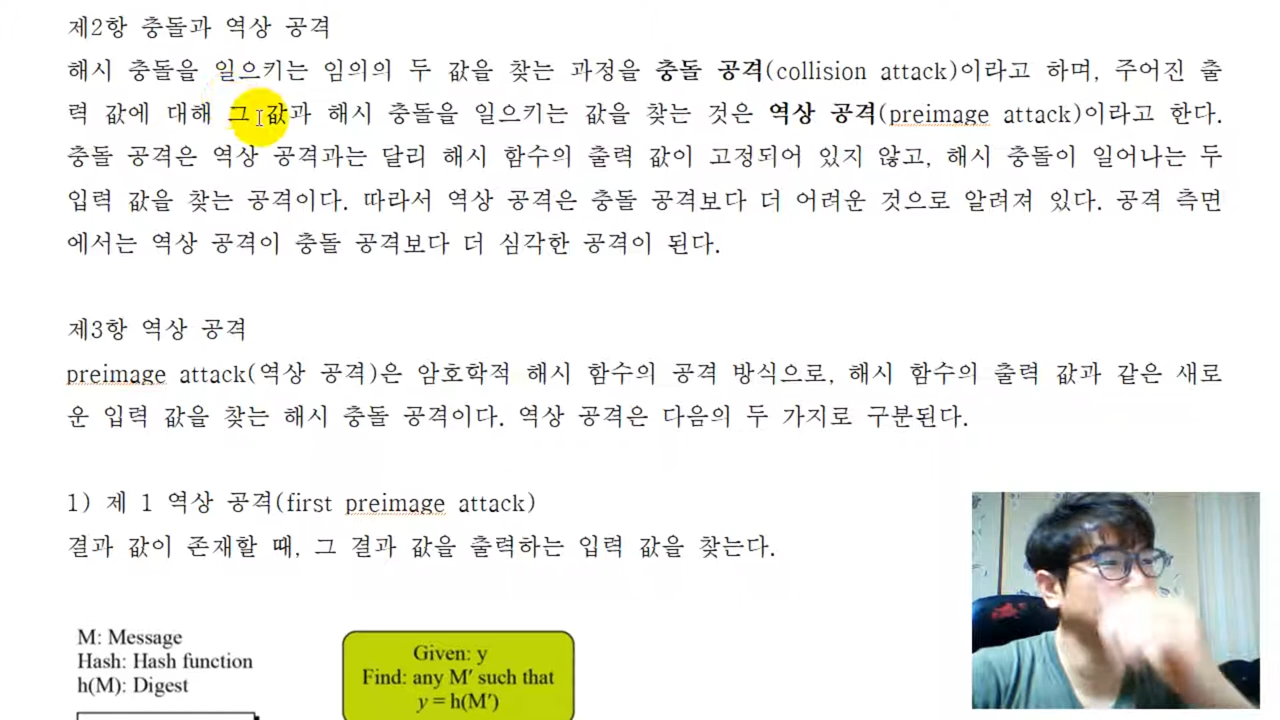 제2항 충돌과 역상 공격
해시 충돌을 일으키는 임의의 두 값을 찾는 과정을 충돌 공격(collision attack)이라고 하며, 주어진 출
력 값에 대해 그 값과 해시 충돌을 일으키는 값을 찾는 것은 역상 공격(preimage attack)이라고 한다.
충돌 공격은 역상 공격과는 달리 해시 함수의 출력 값이 고정되어 있지 않고, 해시 충돌이 일어나는 두
입력 값을 찾는 공격이다. 따라서 역상 공격은 충돌 공격보다 더 어려운 것으로 알려져 있다. 공격 측면
에서는 역상 공격이 충돌 공격보다 더 심각한 공격이 된다.
제3항 역상 공격
preimage attack(역상 공격)은 암호학적 해시 함수의 공격 방식으로, 해시 함수의 출력 값과 같은 새로
운 입력 값을 찾는 해시 충돌 공격이다. 역상 공격은 다음의 두 가지로 구분된다.
1) 제 1 역상 공격(first preimage attack)
결과 값이 존재할 때, 그 결과 값을 출력하는 입력 값을 찾는다.
M: Message
Hash: Hash function
h(M): Digest
Given: y
Find: any M′ such that
y = h(M′)